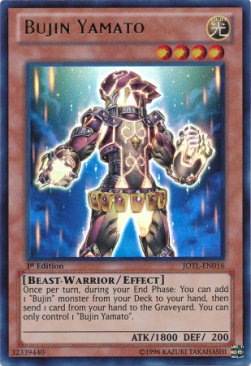 BUJIN YAMATO
光
1st Edition
JOTL-EN016
[BEAST-WARRIOR/EFFECT]
Once per turn, during your End Phase: You can add
1 "Bujin" monster from your Deck to your hand, then
send 1 card from your hand to the Graveyard. You can
only control 1 "Bujin Yamato".
ATK/1800 DEF/ 200
32339440 ©1996 KAZUKI TAKAHASHI